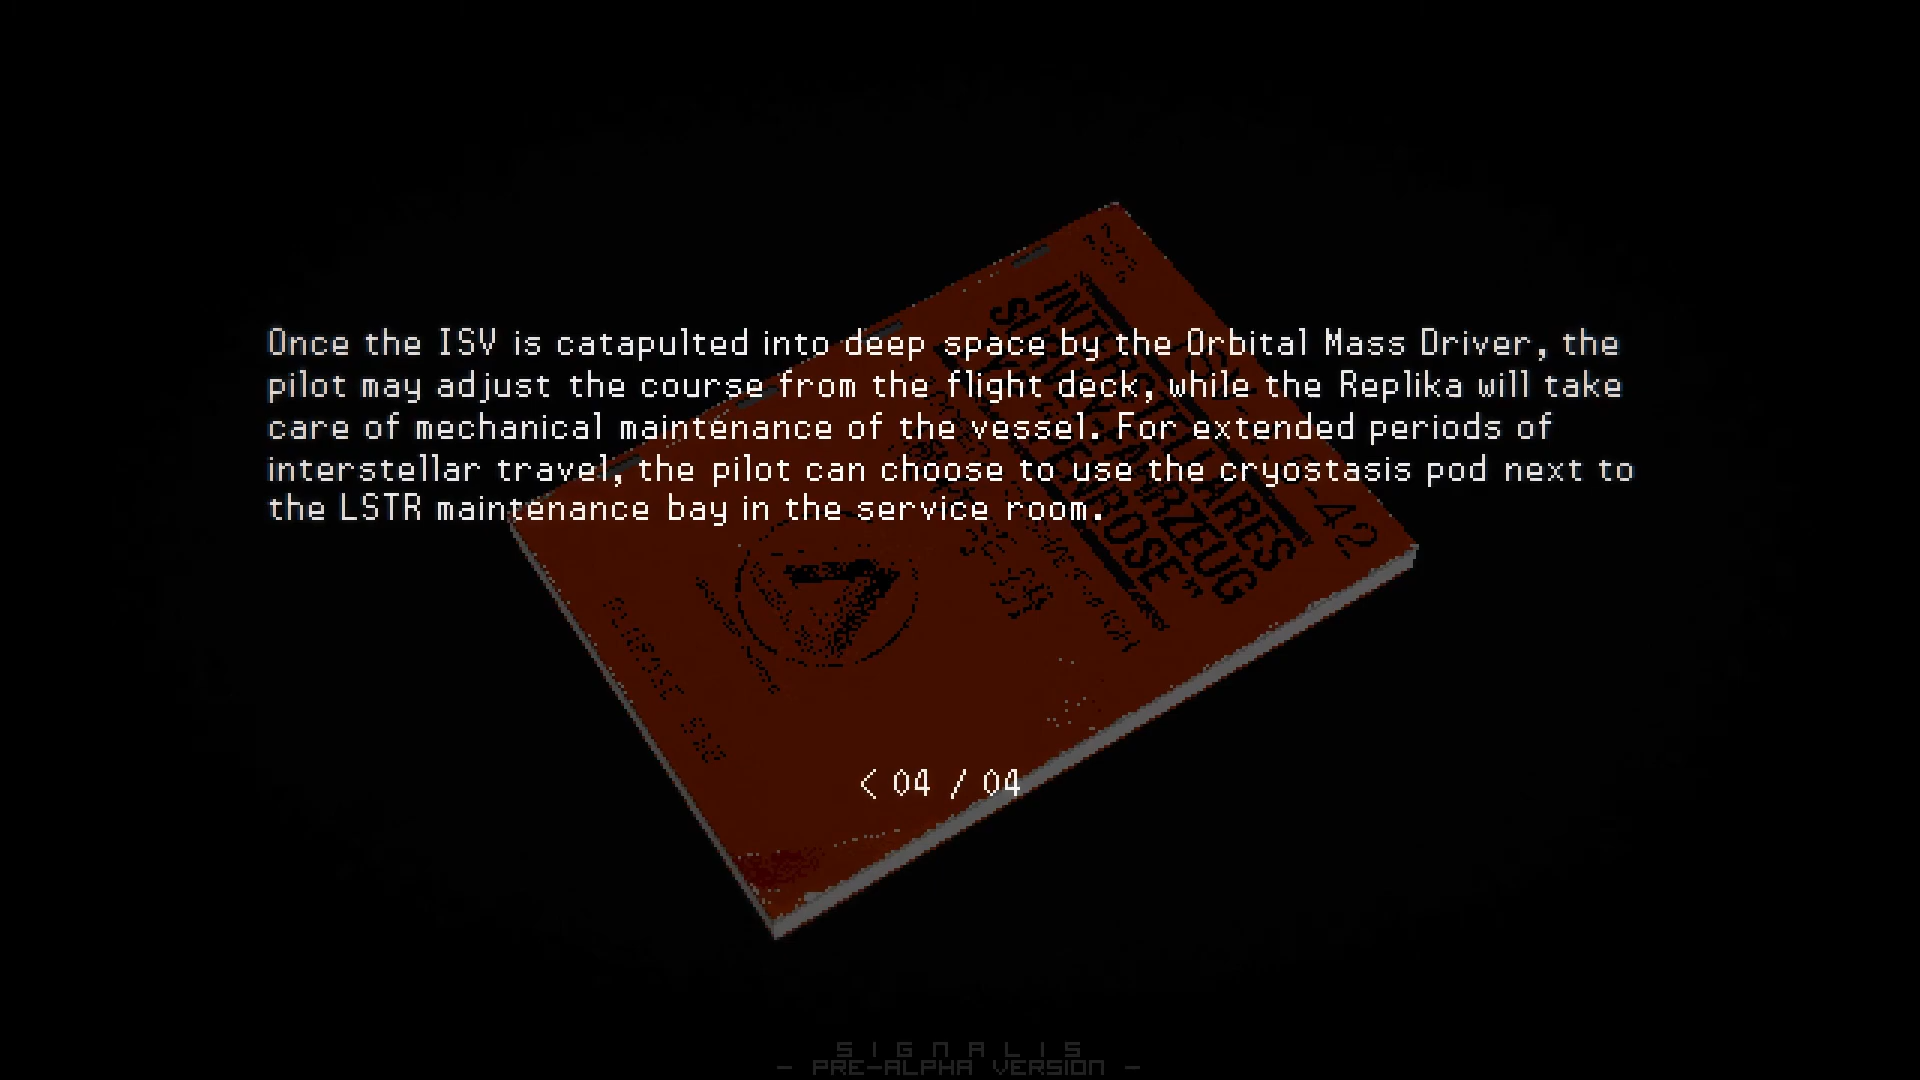 Once the ISV is catapulted into deep space by the Orbital Mass Driver, the
pilot may adjust the course from the flight deck, while the Replika will take
care of mechanical maintenance of the vessel. For extended periods of
interstellar travel, the pilot can choose to use the cryostasis pod next to
the LSTR maintenance bay in the service room.
< 04 / 04
SIGNALIS
- PRE-ALPHA VERSION -